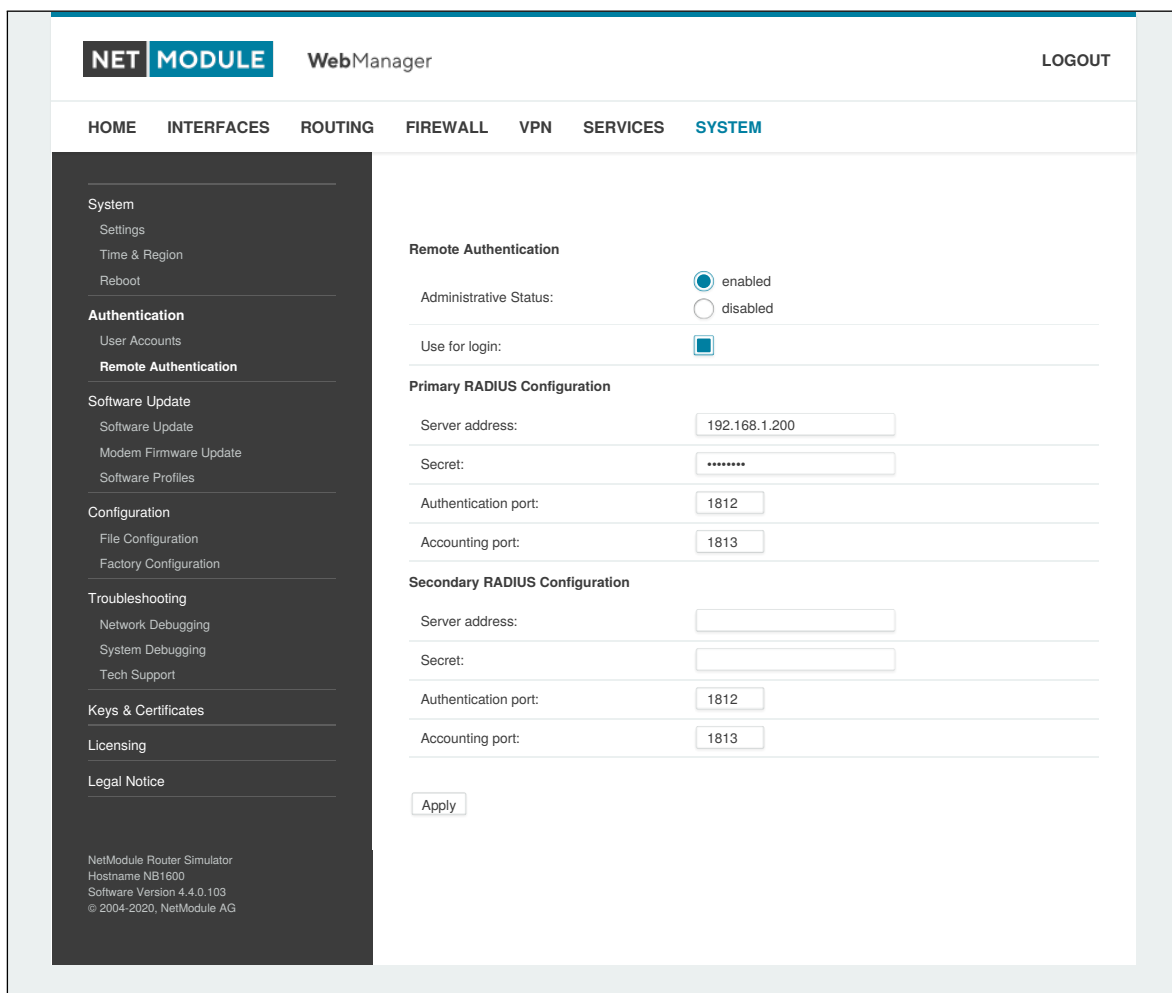 NET MODULE WebManager LOGOUT
HOME INTERFACES ROUTING FIREWALL VPN SERVICES SYSTEM
System
Settings
Time & Region
Reboot
Authentication
User Accounts
Remote Authentication
Software Update
Software Update
Modem Firmware Update
Software Profiles
Configuration
File Configuration
Factory Configuration
Troubleshooting
Network Debugging
System Debugging
Tech Support
Keys & Certificates
Licensing
Legal Notice
NetModule Router Simulator
Hostname NB1600
Software Version 4.4.0.103
© 2004-2020, NetModule AG
Remote Authentication
Administrative Status:
enabled
disabled
Use for login:
Primary RADIUS Configuration
Server address: 192.168.1.200
Secret: ••••••••
Authentication port: 1812
Accounting port: 1813
Secondary RADIUS Configuration
Server address:
Secret:
Authentication port: 1812
Accounting port: 1813
Apply